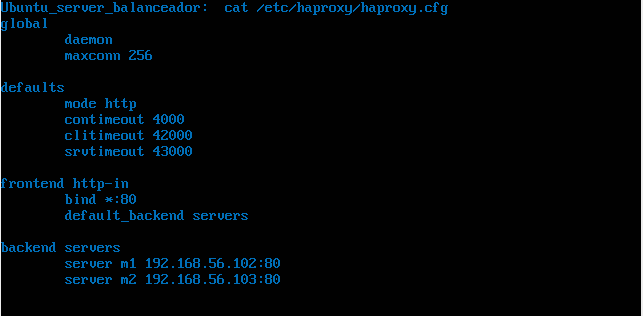 Ubuntu_server_balanceador:  cat /etc/haproxy/haproxy.cfg
global
        daemon
        maxconn 256

defaults
        mode http
        contimeout 4000
        clitimeout 42000
        srvtimeout 43000

frontend http-in
        bind *:80
        default_backend servers

backend servers
        server m1 192.168.56.102:80
        server m2 192.168.56.103:80